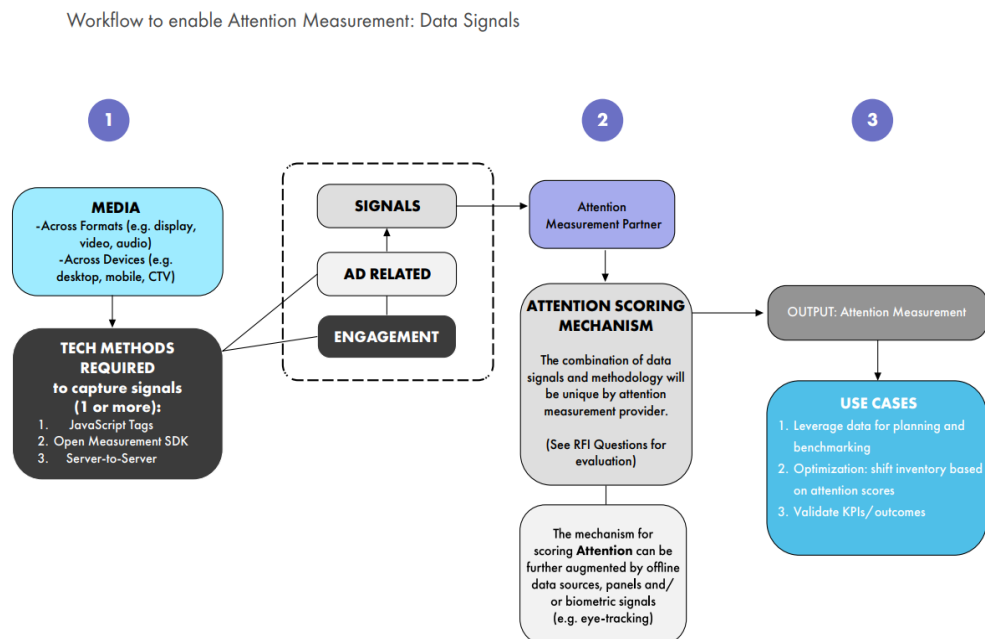 Workflow to enable Attention Measurement: Data Signals
1
2
3
MEDIA
-Across Formats (e.g. display,
video, audio)
-Across Devices (e.g.
desktop, mobile, CTV)
TECH METHODS
REQUIRED
to capture signals
(1 or more):
1. JavaScript Tags
2. Open Measurement SDK
3. Server-to-Server
SIGNALS
AD RELATED
ENGAGEMENT
Attention
Measurement Partner
ATTENTION SCORING
MECHANISM
The combination of data
signals and methodology will
be unique by attention
measurement provider.
(See RFI Questions for
evaluation)
The mechanism for
scoring Attention can be
further augmented by offline
data sources, panels and/
or biometric signals
(e.g. eye-tracking)
OUTPUT: Attention Measurement
USE CASES
1. Leverage data for planning and
benchmarking
2. Optimization: shift inventory based
on attention scores
3. Validate KPIs/outcomes